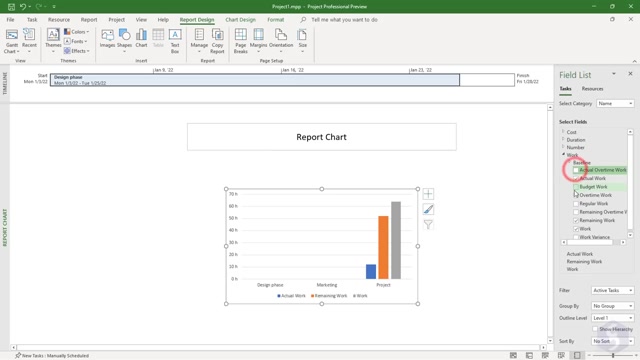 Project1.mpp - Project Professional Preview
File Task Resource Report Project View Help Report Design Chart Design Format Tell me what you want to do
Gantt Chart Recent Themes Colors Fonts Effects Images Shapes Chart Table Text Box Manage Copy Report Page Breaks Margins Orientation Size
View Themes Insert Report Page Setup
TIMELINE
Start
Mon 1/3/22
Jan 9, '22 Jan 16, '22 Jan 23, '22
Design phase
Mon 1/3/22 - Tue 1/25/22
Finish
Fri 1/28/22
REPORT CHART
Report Chart
70 h
60 h
50 h
40 h
30 h
20 h
10 h
0 h
Design phase Marketing Project
Actual Work Remaining Work Work
Field List
Tasks Resources
Select Category Name
Select Fields
Cost
Duration
Number
Work
Baseline
Actual Overtime Work
Actual Work
Budget Work
Overtime Work
Regular Work
Remaining Overtime
Remaining Work
Work
Work Variance
Actual Work
Remaining Work
Work
Filter Active Tasks
Group By No Group
Outline Level Level 1
Show Hierarchy
Sort By No Sort
New Tasks : Manually Scheduled